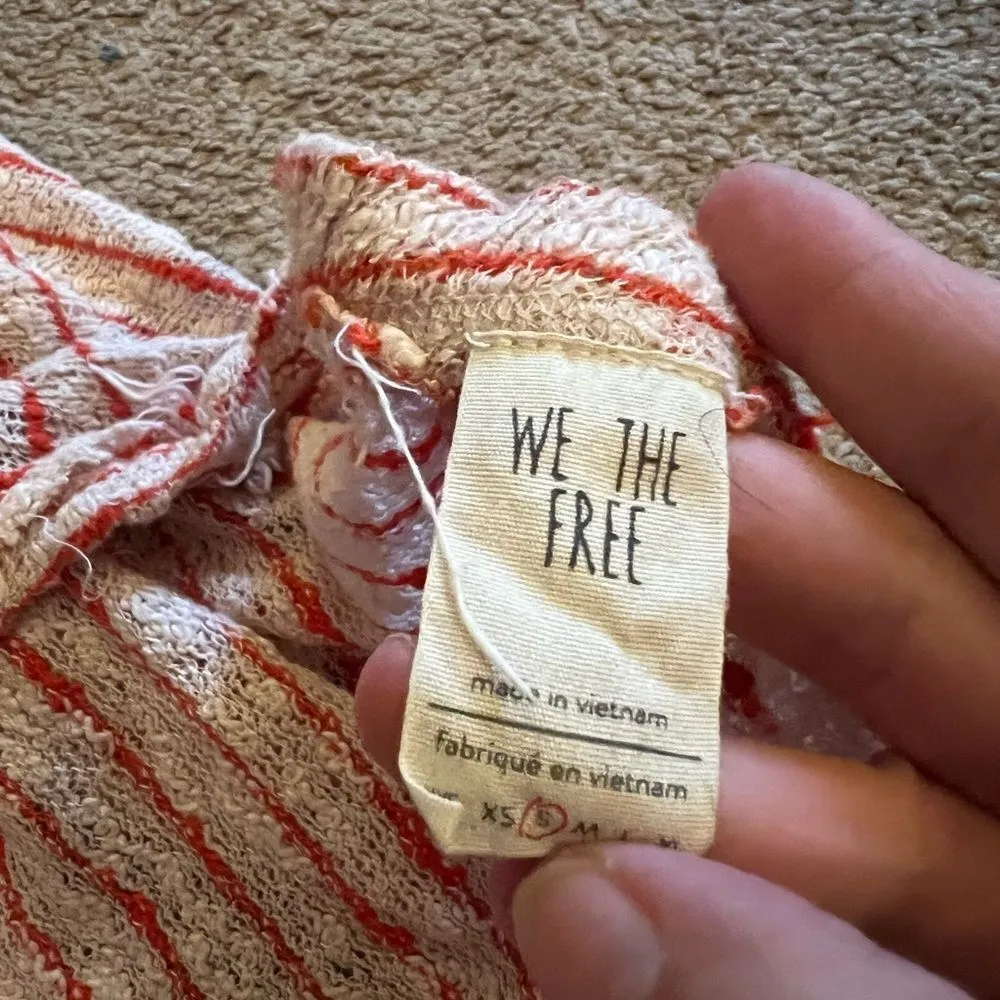 WE THE
FREE
made in vietnam
fabriqué en vietnam
XS S M